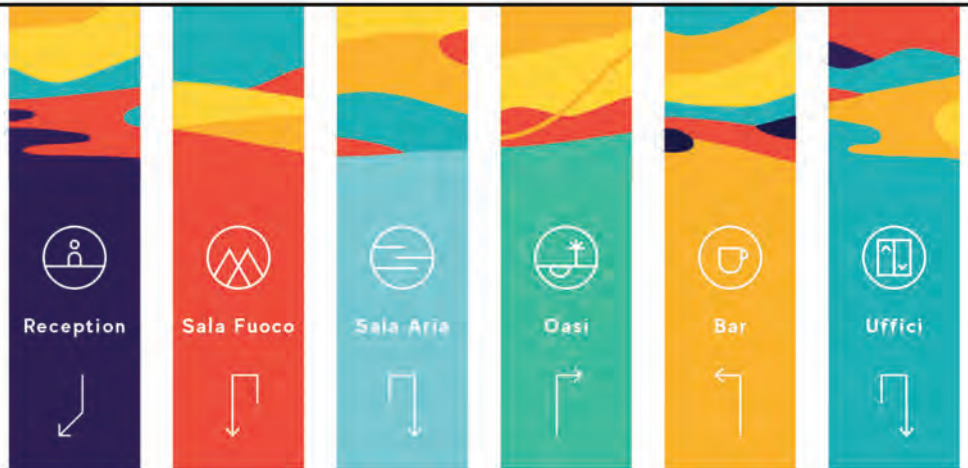 Reception
Sala Fuoco
Sala Aria
Oasi
Bar
Uffici